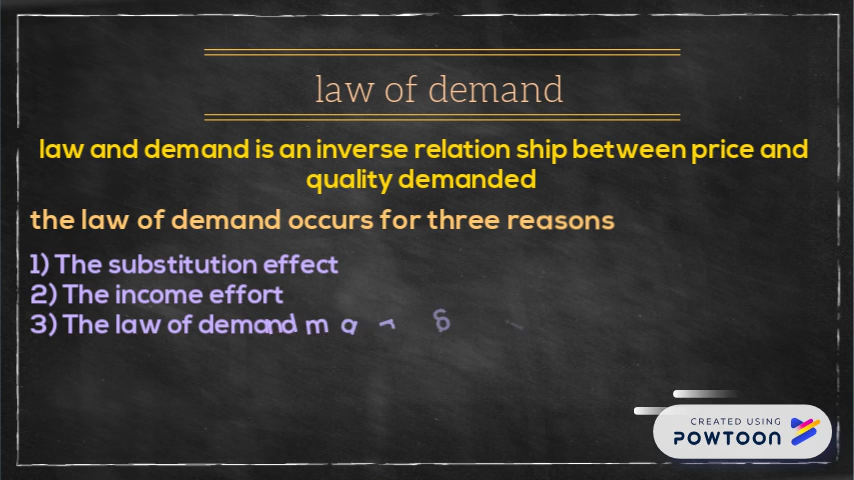 law of demand
law and demand is an inverse relation ship between price and
quality demanded
the law of demand occurs for three reasons
1) The substitution effect
2) The income effort
3) The law of demand
CREATED USING
POWTOON